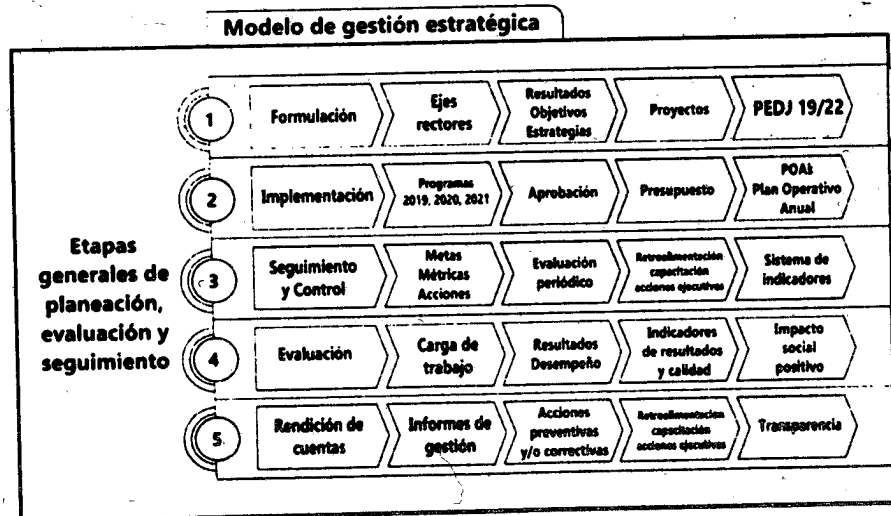 Modelo de gestión estratégica
Etapas
generales de
planeación,
evaluación y
seguimiento
1
Formulación
Ejes
rectores
Resultados
Objetivos
Estrategias
Proyectos
PEDJ 19/22
2
Implementación
Programas
2019, 2020, 2021
Aprobación
Presupuesto
POA's
Plan Operativo
Anual
3
Seguimiento
y Control
Metas
Métricas
Acciones
Evaluación
periódico
Retroalimentación
capacitación
acciones ejecutivas
Sistema de
indicadores
4
Evaluación
Carga de
trabajo
Resultados
Desempeño
Indicadores
de resultados
y calidad
Impacto
social
positivo
5
Rendición de
cuentas
Informes de
gestión
Acciones
preventivas
y/o correctivas
Retroalimentación
capacitación
acciones ejecutivas
Transparencia